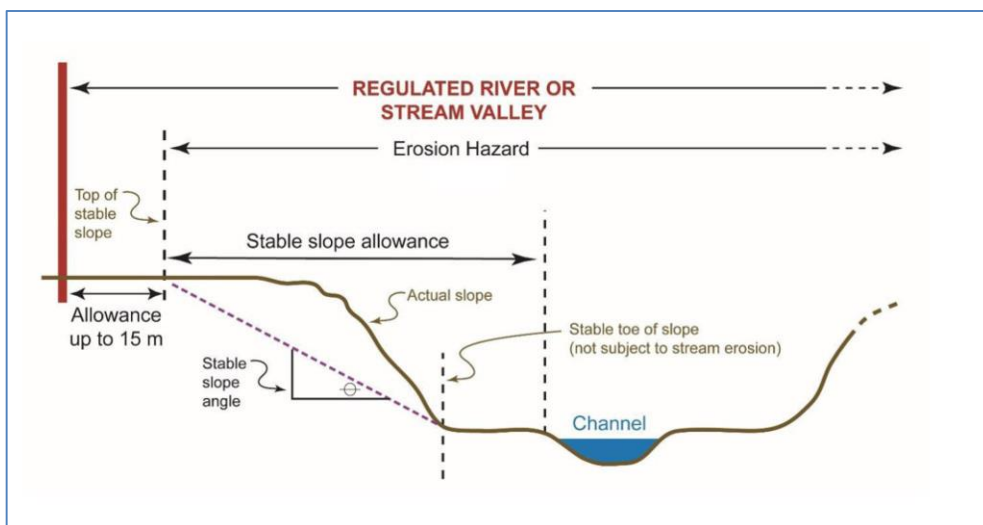 REGULATED RIVER OR
STREAM VALLEY
Erosion Hazard
Top of
stable
slope
Stable slope allowance
Actual slope
Allowance
up to 15 m
Stable toe of slope
(not subject to stream erosion)
Stable
slope
angle
Θ
Channel